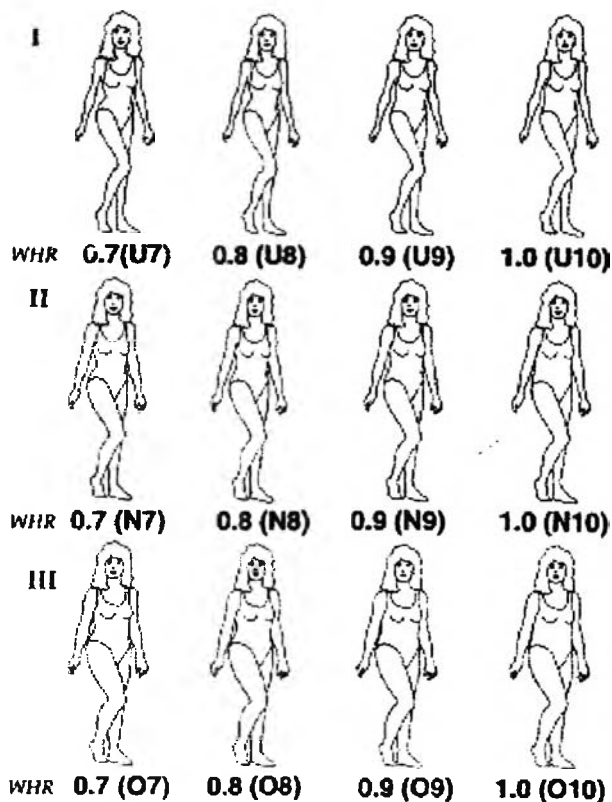 I
WHR 0.7(U7) 0.8 (U8) 0.9 (U9) 1.0 (U10)
II
WHR 0.7 (N7) 0.8 (N8) 0.9 (N9) 1.0 (N10)
III
WHR 0.7 (O7) 0.8 (O8) 0.9 (O9) 1.0 (O10)